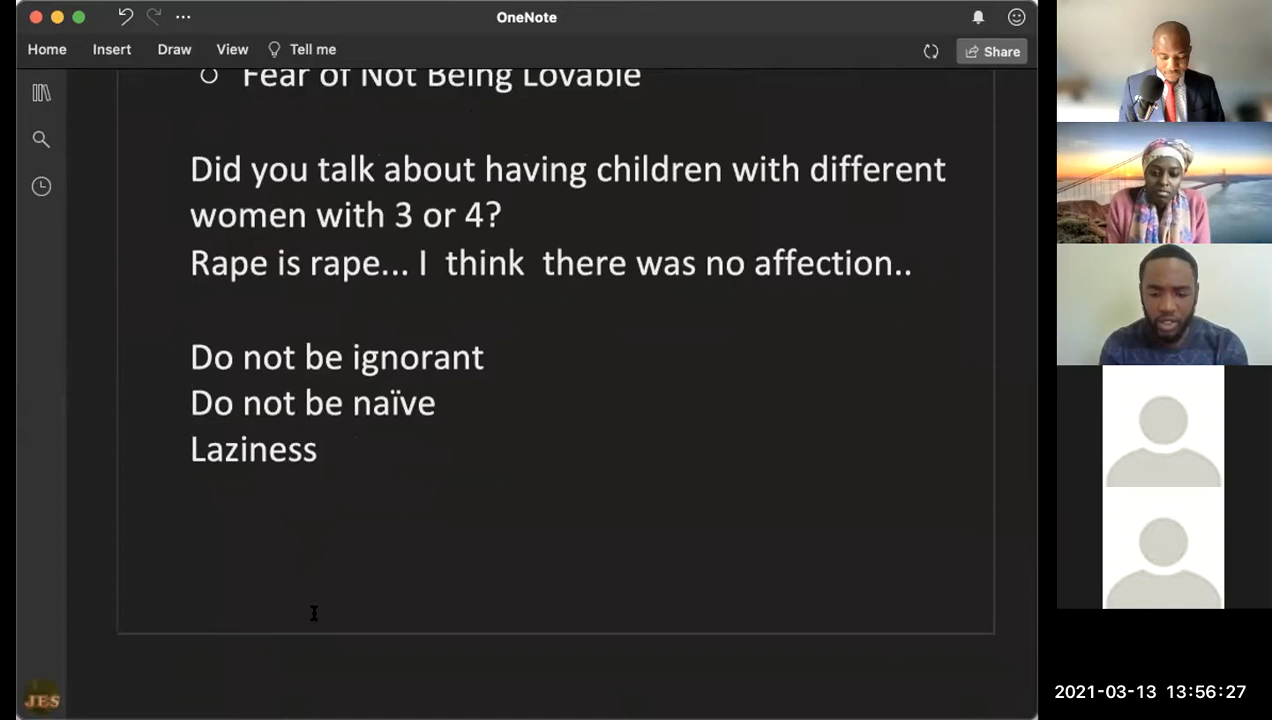 OneNote
Home Insert Draw View Tell me Share
Fear of Not Being Lovable
Did you talk about having children with different
women with 3 or 4?
Rape is rape... I think there was no affection..
Do not be ignorant
Do not be naïve
Laziness
JES
2021-03-13 13:56:27